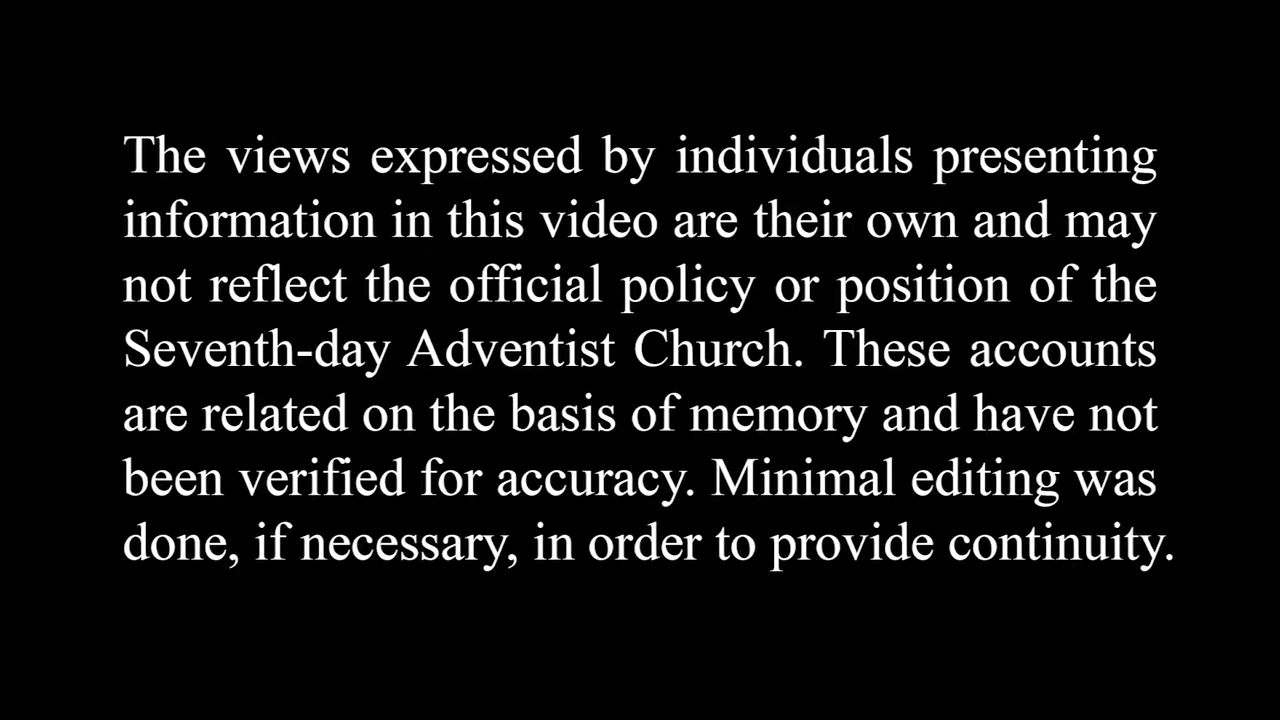 The views expressed by individuals presenting
information in this video are their own and may
not reflect the official policy or position of the
Seventh-day Adventist Church. These accounts
are related on the basis of memory and have not
been verified for accuracy. Minimal editing was
done, if necessary, in order to provide continuity.